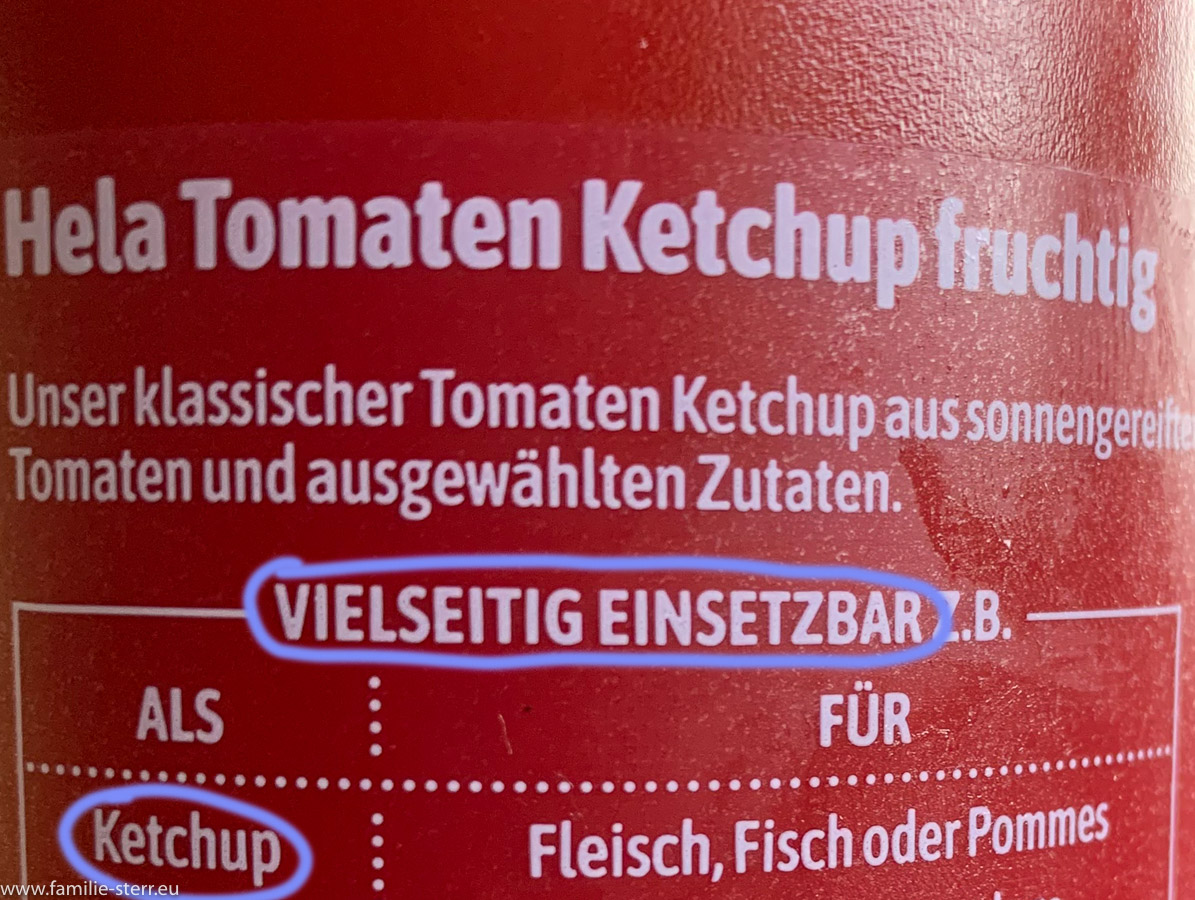 Hela Tomaten Ketchup fruchtig
Unser klassischer Tomaten Ketchup aus sonnengereifte
Tomaten und ausgewählten Zutaten.
VIELSEITIG EINSETZBAR Z.B.
ALS FÜR
Ketchup Fleisch, Fisch oder Pommes
www.familie-sterr.eu